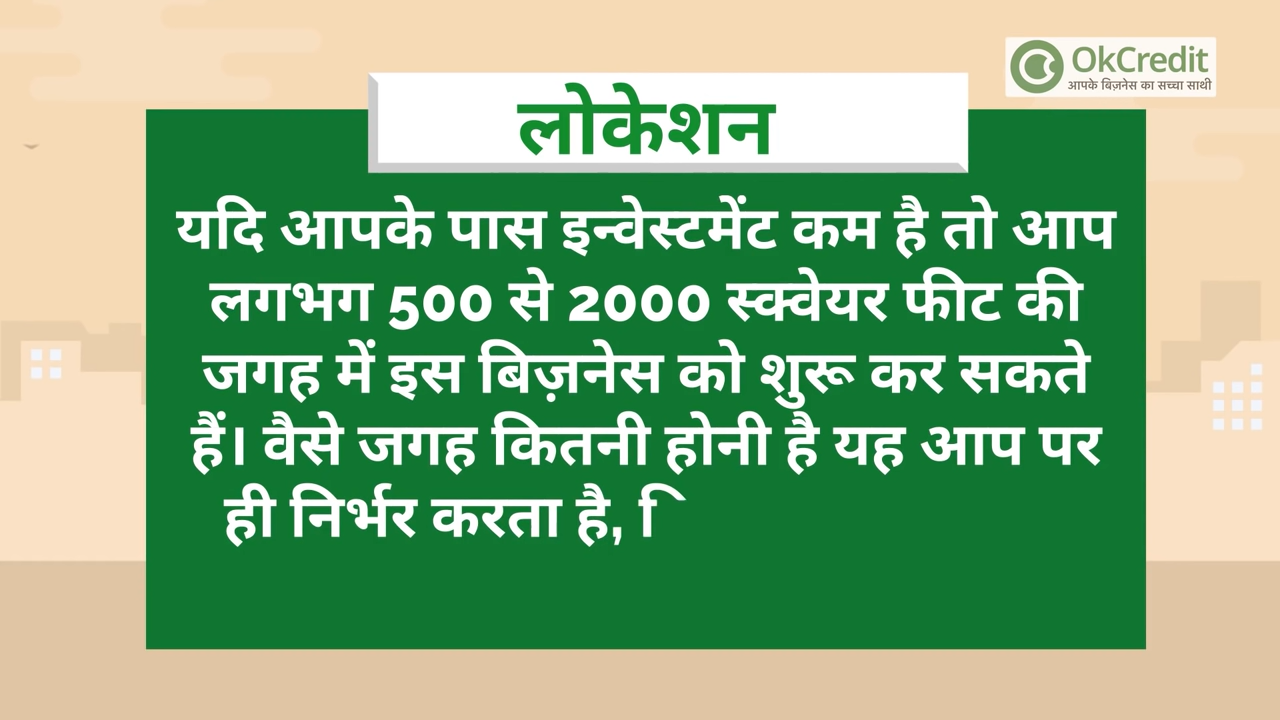 OkCredit
आपके बिज़नेस का सच्चा साथी
लोकेशन
यदि आपके पास इन्वेस्टमेंट कम है तो आप
लगभग 500 से 2000 स्क्वेयर फीट की
जगह में इस बिज़नेस को शुरू कर सकते
हैं। वैसे जगह कितनी होनी है यह आप पर
ही निर्भर करता है, ि